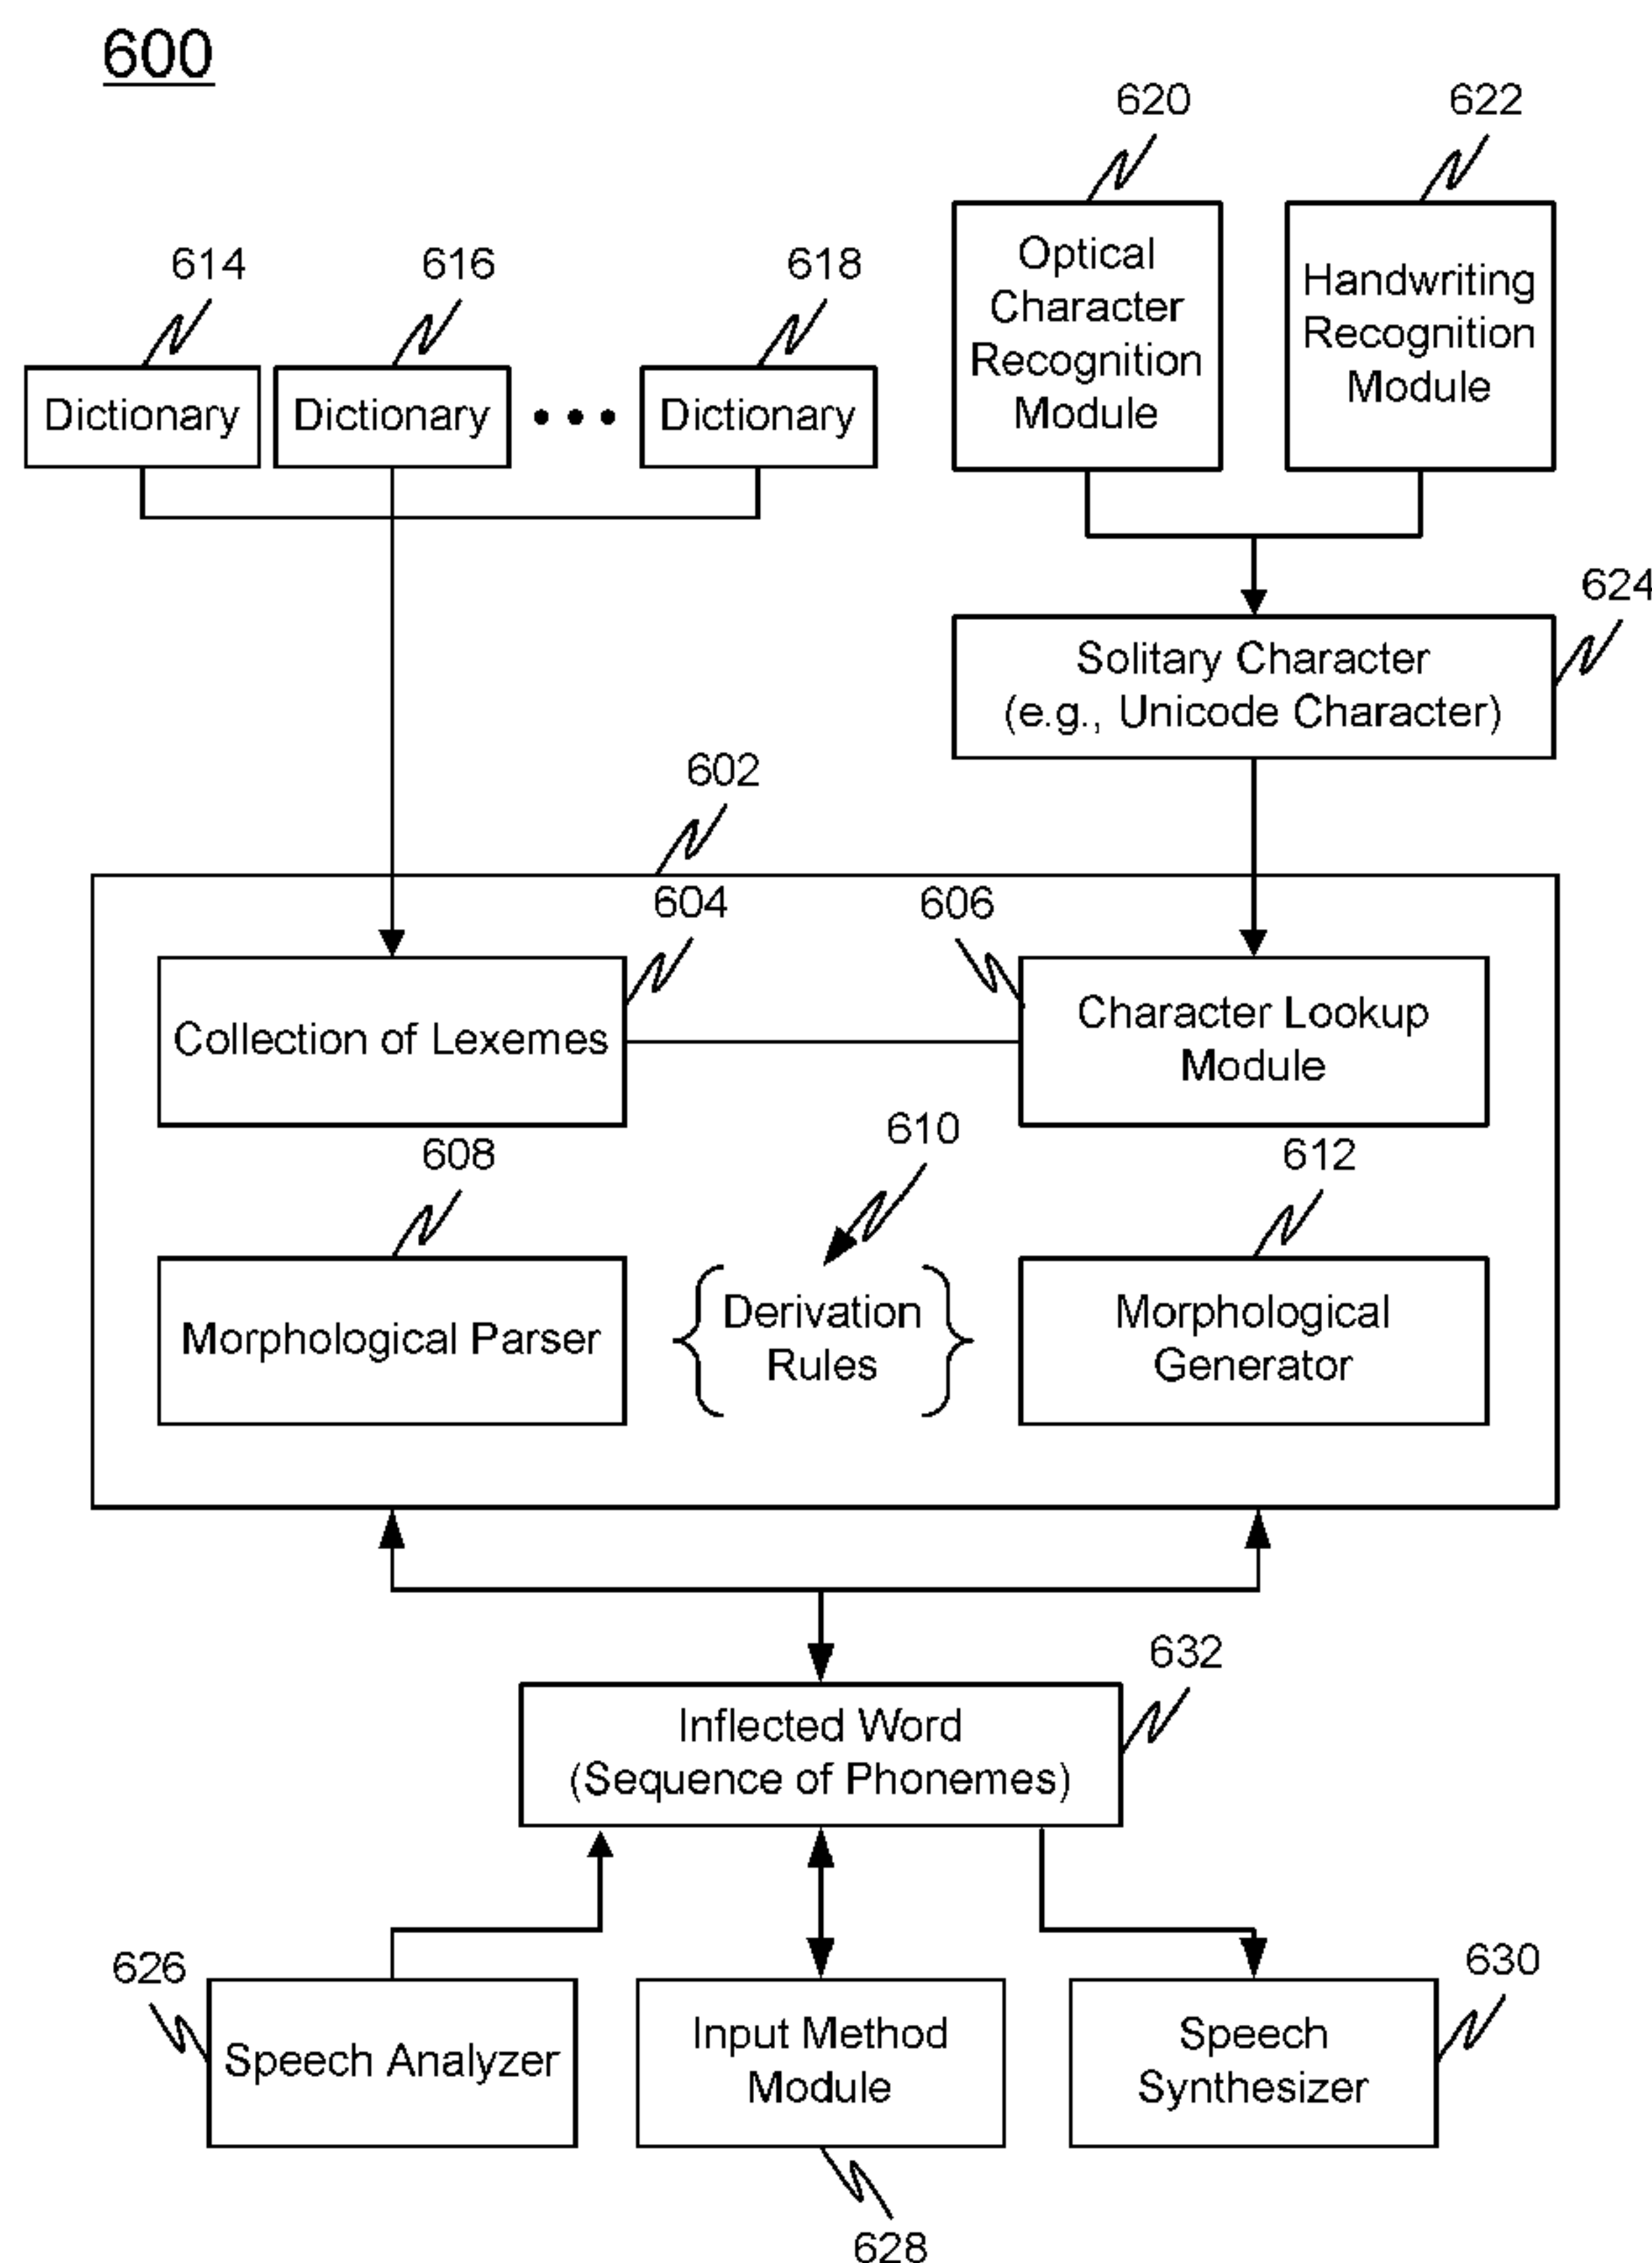 600
620
622
614
616
618
Optical
Character
Recognition
Module
Handwriting
Recognition
Module
Dictionary
Dictionary
Dictionary
624
Solitary Character
(e.g., Unicode Character)
602
604
606
Collection of Lexemes
Character Lookup
Module
608
610
612
Morphological Parser
Derivation
Rules
Morphological
Generator
632
Inflected Word
(Sequence of Phonemes)
626
630
Speech Analyzer
Input Method
Module
Speech
Synthesizer
628